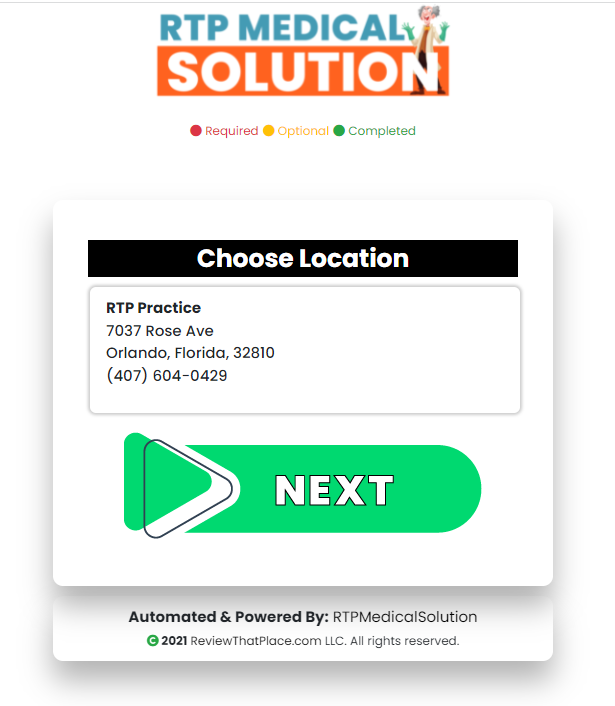 RTP MEDICAL
SOLUTION
Required Optional Completed
Choose Location
RTP Practice
7037 Rose Ave
Orlando, Florida, 32810
(407) 604-0429
NEXT
Automated & Powered By: RTPMedicalSolution
C 2021 ReviewThatPlace.com LLC. All rights reserved.